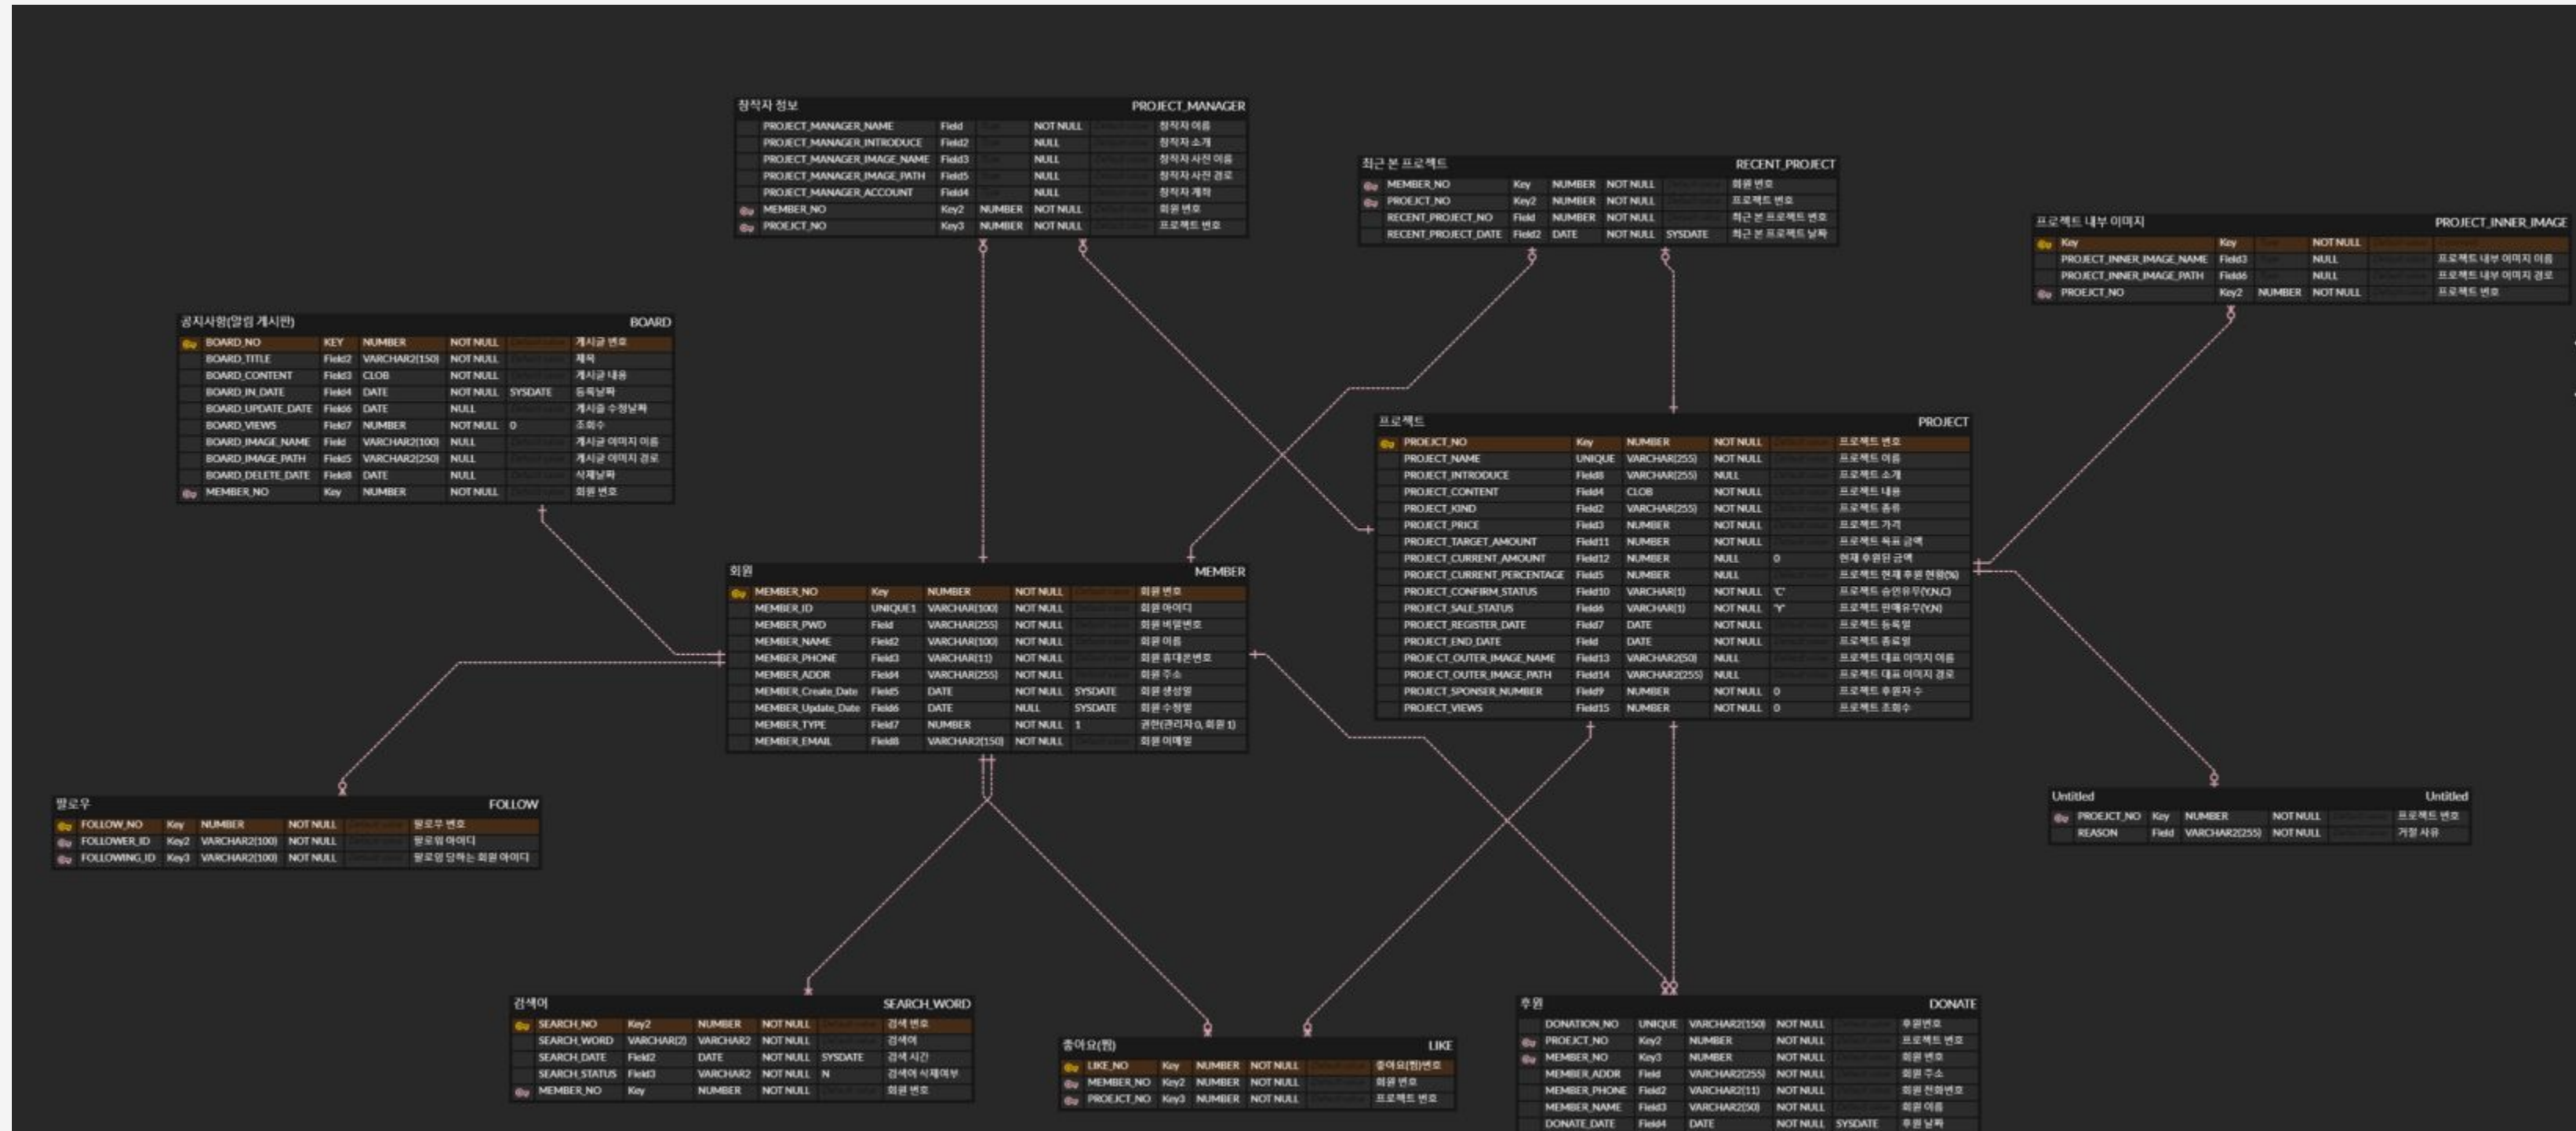 창작자 정보 PROJECT_MANAGER
PROJECT_MANAGER_NAME Field NOT NULL 창작자 이름
PROJECT_MANAGER_INTRODUCE Field2 NULL 창작자 소개
PROJECT_MANAGER_IMAGE_NAME Field3 NULL 창작자 사진 이름
PROJECT_MANAGER_IMAGE_PATH Field5 NULL 창작자 사진 경로
PROJECT_MANAGER_ACCOUNT Field4 NULL 창작자 계좌
MEMBER_NO Key2 NUMBER NOT NULL 회원 번호
PROEJCT_NO Key3 NUMBER NOT NULL 프로젝트 번호
최근 본 프로젝트 RECENT_PROJECT
MEMBER_NO Key NUMBER NOT NULL 회원 번호
PROEJCT_NO Key2 NUMBER NOT NULL 프로젝트 번호
RECENT_PROJECT_NO Field NUMBER NOT NULL 최근 본 프로젝트 번호
RECENT_PROJECT_DATE Field2 DATE NOT NULL SYSDATE 최근 본 프로젝트 날짜
프로젝트 내부 이미지 PROJECT_INNER_IMAGE
Key Key NOT NULL
PROJECT_INNER_IMAGE_NAME Field3 NULL 프로젝트 내부 이미지 이름
PROJECT_INNER_IMAGE_PATH Field6 NULL 프로젝트 내부 이미지 경로
PROEJCT_NO Key2 NUMBER NOT NULL 프로젝트 번호
공지사항(알림 게시판) BOARD
BOARD_NO KEY NUMBER NOT NULL 게시글 번호
BOARD_TITLE Field2 VARCHAR2(150) NOT NULL 제목
BOARD_CONTENT Field3 CLOB NOT NULL 게시글 내용
BOARD_IN_DATE Field4 DATE NOT NULL SYSDATE 등록날짜
BOARD_UPDATE_DATE Field6 DATE NULL 게시즐 수정날짜
BOARD_VIEWS Field7 NUMBER NOT NULL 0 조회수
BOARD_IMAGE_NAME Field VARCHAR2(100) NULL 게시글 이미지 이름
BOARD_IMAGE_PATH Field5 VARCHAR2(250) NULL 게시글 이미지 경로
BOARD_DELETE_DATE Field8 DATE NULL 삭제날짜
MEMBER_NO Key NUMBER NOT NULL 회원 번호
프로젝트 PROJECT
PROEJCT_NO Key NUMBER NOT NULL 프로젝트 번호
PROJECT_NAME UNIQUE VARCHAR(255) NOT NULL 프로젝트 이름
PROJECT_INTRODUCE Field8 VARCHAR(255) NULL 프로젝트 소개
PROJECT_CONTENT Field4 CLOB NOT NULL 프로젝트 내용
PROJECT_KIND Field2 VARCHAR(255) NOT NULL 프로젝트 종류
PROJECT_PRICE Field3 NUMBER NOT NULL 프로젝트 가격
PROJECT_TARGET_AMOUNT Field11 NUMBER NOT NULL 프로젝트 목표 금액
PROJECT_CURRENT_AMOUNT Field12 NUMBER NULL 0 현재 후원된 금액
PROJECT_CURRENT_PERCENTAGE Field5 NUMBER NULL 프로젝트 현재 후원 현황(%)
PROJECT_CONFIRM_STATUS Field10 VARCHAR(1) NOT NULL 'C' 프로젝트 승인유무(Y,N,C)
PROJECT_SALE_STATUS Field6 VARCHAR(1) NOT NULL 'Y' 프로젝트 판매유무(Y,N)
PROJECT_REGISTER_DATE Field7 DATE NOT NULL 프로젝트 등록일
PROJECT_END_DATE Field DATE NOT NULL 프로젝트 종료일
PROJECT_OUTER_IMAGE_NAME Field13 VARCHAR2(50) NULL 프로젝트 대표 이미지 이름
PROJECT_OUTER_IMAGE_PATH Field14 VARCHAR2(255) NULL 프로젝트 대표 이미지 경로
PROJECT_SPONSER_NUMBER Field9 NUMBER NOT NULL 0 프로젝트 후원자 수
PROJECT_VIEWS Field15 NUMBER NOT NULL 0 프로젝트 조회수
회원 MEMBER
MEMBER_NO Key NUMBER NOT NULL 회원 번호
MEMBER_ID UNIQUE1 VARCHAR(100) NOT NULL 회원 아이디
MEMBER_PWD Field VARCHAR(255) NOT NULL 회원 비밀번호
MEMBER_NAME Field2 VARCHAR(100) NOT NULL 회원 이름
MEMBER_PHONE Field3 VARCHAR(11) NOT NULL 회원 휴대폰번호
MEMBER_ADDR Field4 VARCHAR(255) NOT NULL 회원 주소
MEMBER_Create_Date Field5 DATE NOT NULL SYSDATE 회원 생성일
MEMBER_Update_Date Field6 DATE NULL SYSDATE 회원 수정일
MEMBER_TYPE Field7 NUMBER NOT NULL 1 권한(관리자 0, 회원 1)
MEMBER_EMAIL Field8 VARCHAR2(150) NOT NULL 회원 이메일
팔로우 FOLLOW
FOLLOW_NO Key NUMBER NOT NULL 팔로우 번호
FOLLOWER_ID Key2 VARCHAR2(100) NOT NULL 팔로워 아이디
FOLLOWING_ID Key3 VARCHAR2(100) NOT NULL 팔로잉 당하는 회원 아이디
Untitled Untitled
PROEJCT_NO Key NUMBER NOT NULL 프로젝트 번호
REASON Field VARCHAR2(255) NOT NULL 거절 사유
검색어 SEARCH_WORD
SEARCH_NO Key2 NUMBER NOT NULL 검색 번호
SEARCH_WORD VARCHAR(2) VARCHAR2 NOT NULL 검색어
SEARCH_DATE Field2 DATE NOT NULL SYSDATE 검색 시간
SEARCH_STATUS Field3 VARCHAR2 NOT NULL N 검색어 삭제여부
MEMBER_NO Key NUMBER NOT NULL 회원 번호
좋아요(찜) LIKE
LIKE_NO Key NUMBER NOT NULL 좋아요(찜)번호
MEMBER_NO Key2 NUMBER NOT NULL 회원 번호
PROEJCT_NO Key3 NUMBER NOT NULL 프로젝트 번호
후원 DONATE
DONATION_NO UNIQUE VARCHAR2(150) NOT NULL 후원번호
PROEJCT_NO Key2 NUMBER NOT NULL 프로젝트 번호
MEMBER_NO Key3 NUMBER NOT NULL 회원 번호
MEMBER_ADDR Field VARCHAR2(255) NOT NULL 회원 주소
MEMBER_PHONE Field2 VARCHAR2(11) NOT NULL 회원 전화번호
MEMBER_NAME Field3 VARCHAR2(50) NOT NULL 회원 이름
DONATE_DATE Field4 DATE NOT NULL SYSDATE 후원 날짜